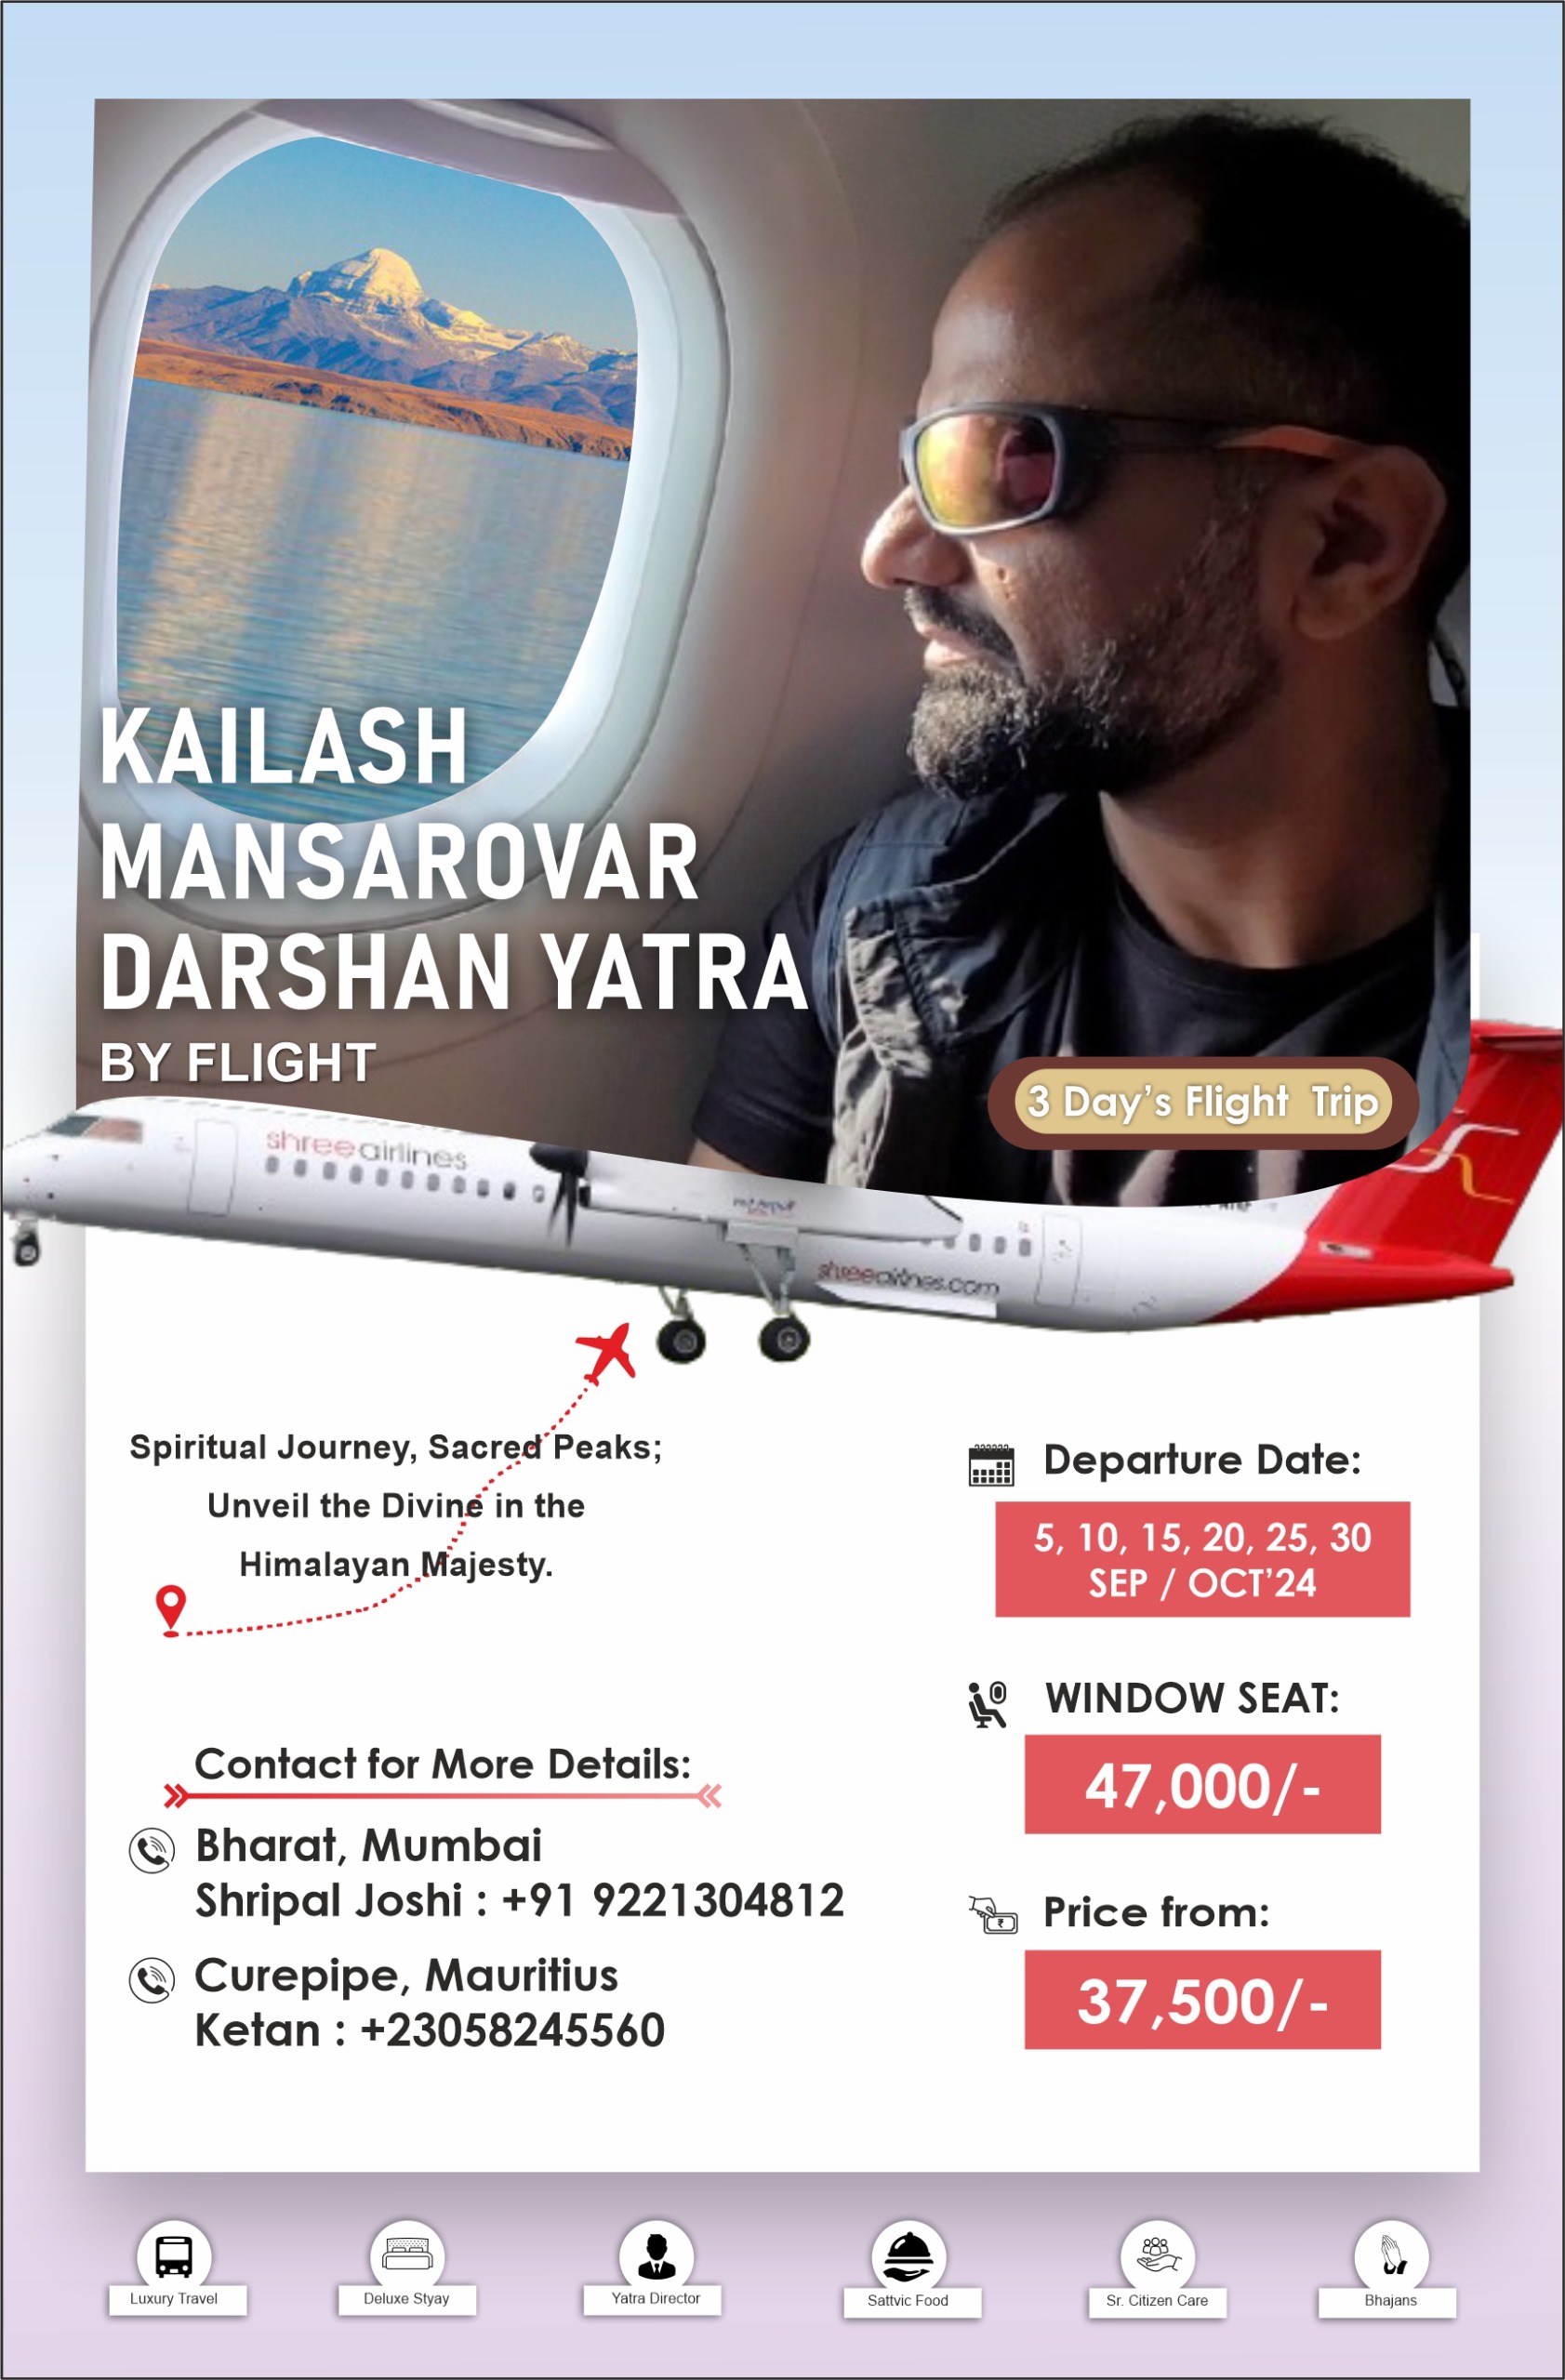 KAILASH
MANSAROVAR
DARSHAN YATRA
BY FLIGHT
3 Day's Flight Trip
shreeairlines
shreeairlines.com
Spiritual Journey, Sacred Peaks;
Unveil the Divine in the
Himalayan Majesty.
Departure Date:
5, 10, 15, 20, 25, 30
SEP / OCT'24
WINDOW SEAT:
47,000/-
Price from:
37,500/-
Contact for More Details:
Bharat, Mumbai
Shripal Joshi : +91 9221304812
Curepipe, Mauritius
Ketan : +23058245560
Luxury Travel
Deluxe Styay
Yatra Director
Sattvic Food
Sr. Citizen Care
Bhajans